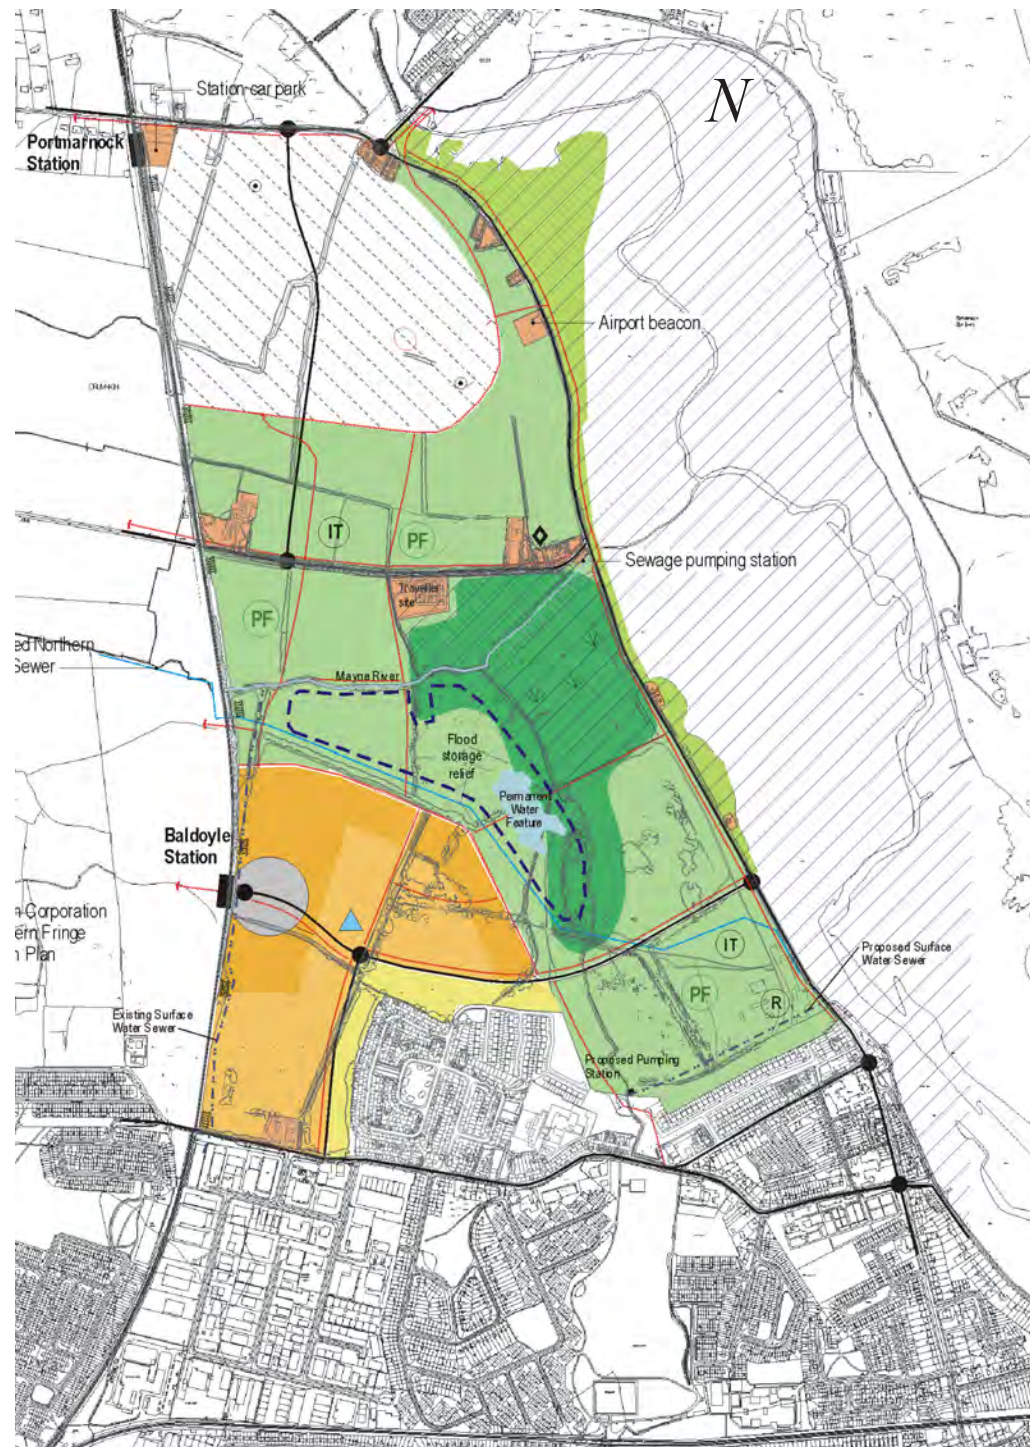 N
Station car park
Portmarnock
Station
Airport beacon
IT
PF
Sewage pumping station
Traveller
site
PF
ed Northern
Sewer
Mayne River
Flood
storage
relief
Permanent
Water
Feature
Baldoyle
Station
n Corporation
ern Fringe
n Plan
IT
Proposed Surface
Water Sewer
PF
R
Existing Surface
Water Sewer
Proposed Pumping
Station